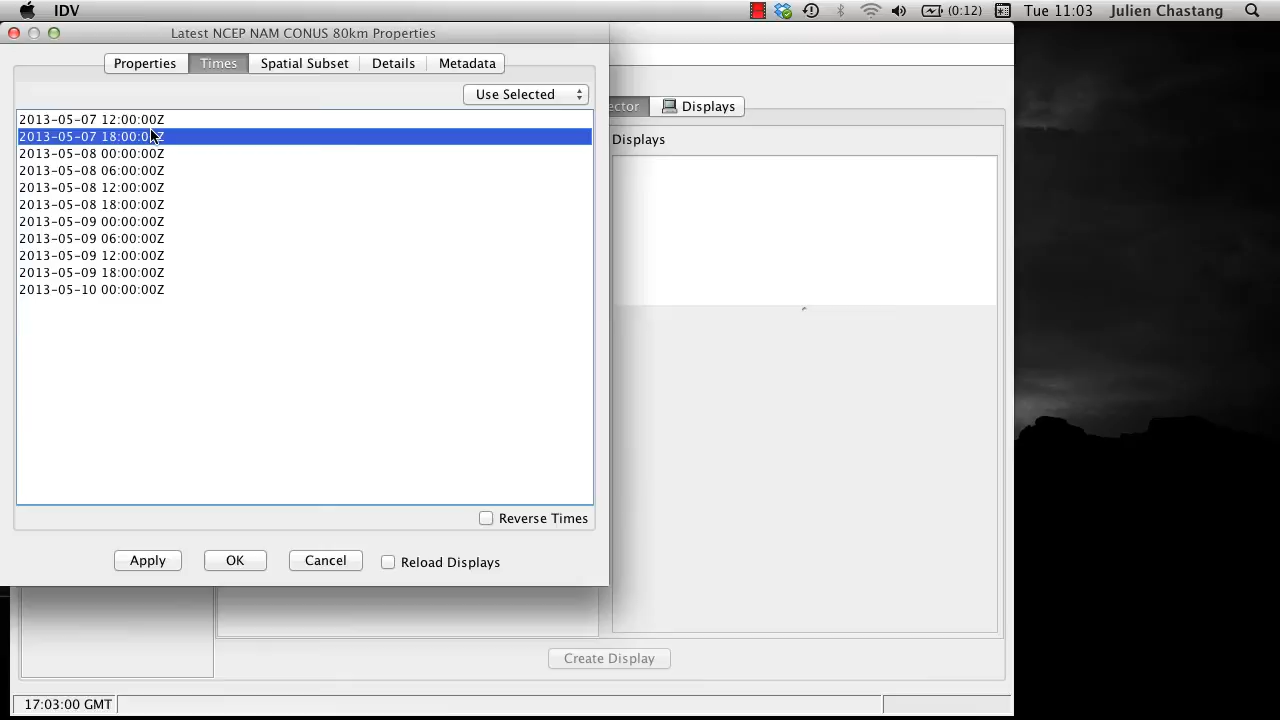 IDV
(0:12)
Tue 11:03
Julien Chastang
Latest NCEP NAM CONUS 80km Properties
Properties
Times
Spatial Subset
Details
Metadata
Use Selected
2013-05-07 12:00:00Z
2013-05-07 18:00:00Z
2013-05-08 00:00:00Z
2013-05-08 06:00:00Z
2013-05-08 12:00:00Z
2013-05-08 18:00:00Z
2013-05-09 00:00:00Z
2013-05-09 06:00:00Z
2013-05-09 12:00:00Z
2013-05-09 18:00:00Z
2013-05-10 00:00:00Z
Reverse Times
Apply
OK
Cancel
Reload Displays
ector
Displays
Displays
Create Display
17:03:00 GMT